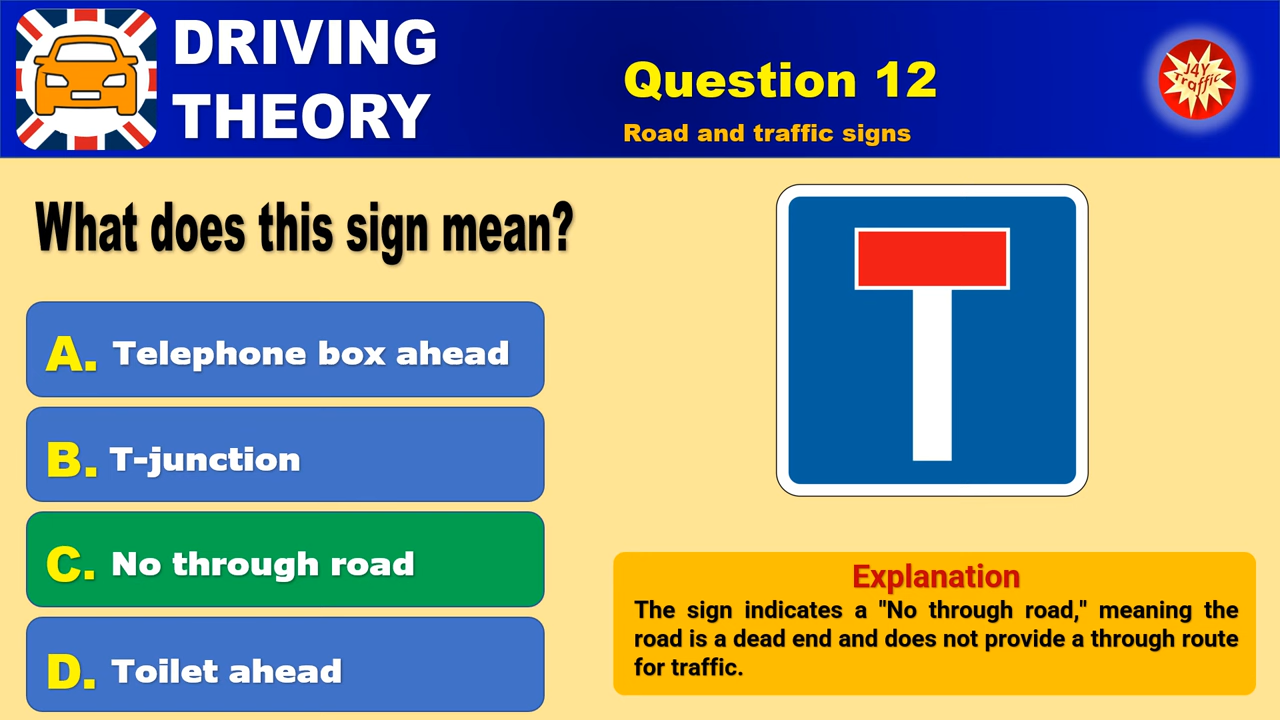 DRIVING
THEORY
Question 12
Road and traffic signs
J4Y
Traffic
What does this sign mean?
A. Telephone box ahead
B. T-junction
C. No through road
D. Toilet ahead
Explanation
The sign indicates a "No through road," meaning the
road is a dead end and does not provide a through route
for traffic.